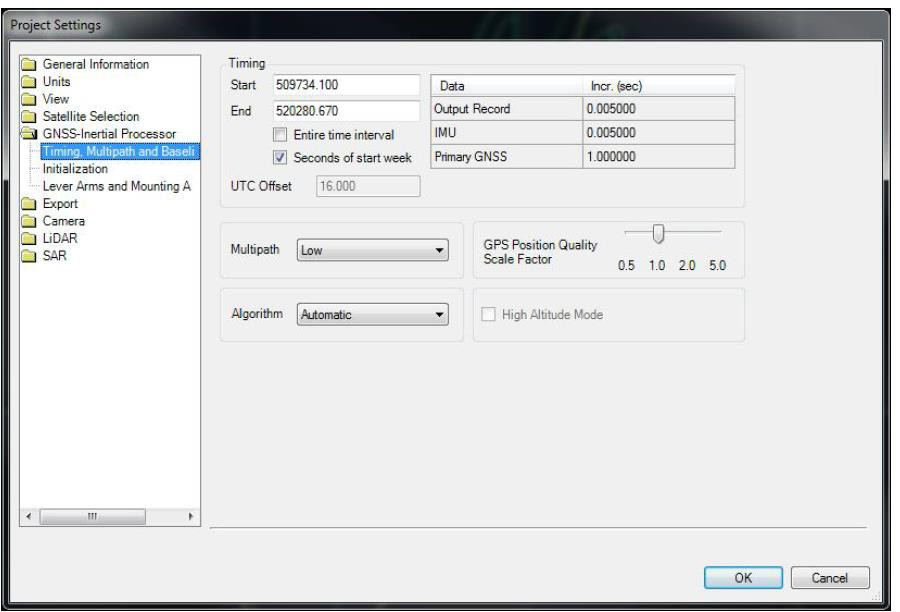 Project Settings
General Information
Units
View
Satellite Selection
GNSS-Inertial Processor
Timing, Multipath and Baseli
Initialization
Lever Arms and Mounting A
Export
Camera
LiDAR
SAR
Timing
Start 509734.100
End 520280.670
Entire time interval
Seconds of start week
UTC Offset 16.000
Data Incr. (sec)
Output Record 0.005000
IMU 0.005000
Primary GNSS 1.000000
Multipath Low
GPS Position Quality
Scale Factor
0.5 1.0 2.0 5.0
Algorithm Automatic
High Altitude Mode
OK Cancel